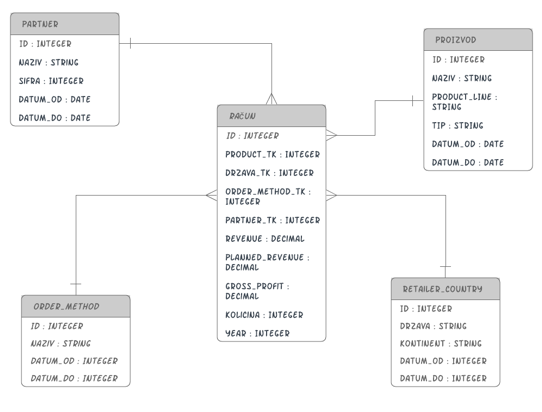 PARTNER
ID : INTEGER
NAZIV : STRING
SIFRA : INTEGER
DATUM_OD : DATE
DATUM_DO : DATE
PROIZVOD
ID : INTEGER
NAZIV : STRING
PRODUCT_LINE :
STRING
TIP : STRING
DATUM_OD : DATE
DATUM_DO : DATE
RAČUN
ID : INTEGER
PRODUCT_TK : INTEGER
DRZAVA_TK : INTEGER
ORDER_METHOD_TK :
INTEGER
PARTNER_TK : INTEGER
REVENUE : DECIMAL
PLANNED_REVENUE :
DECIMAL
GROSS_PROFIT :
DECIMAL
KOLICINA : INTEGER
YEAR : INTEGER
ORDER_METHOD
ID : INTEGER
NAZIV : STRING
DATUM_OD : INTEGER
DATUM_DO : INTEGER
RETAILER_COUNTRY
ID : INTEGER
DRZAVA : STRING
KONTINENT : STRING
DATUM_OD : INTEGER
DATUM_DO : INTEGER